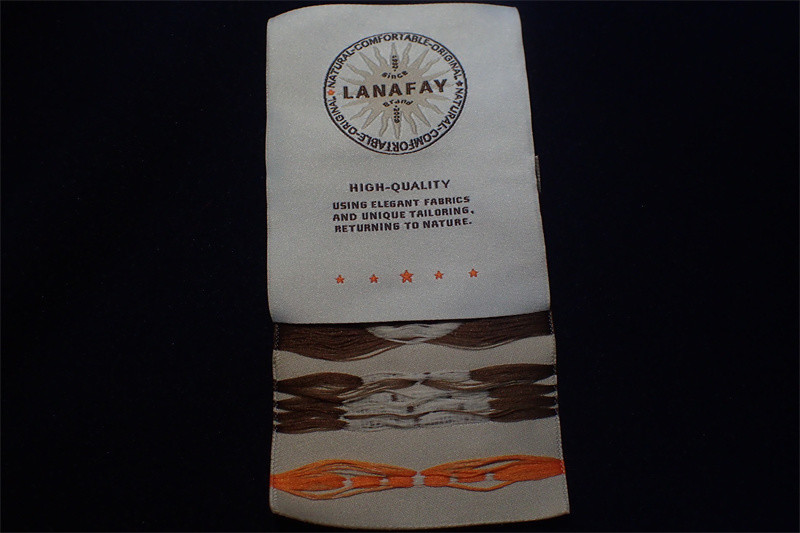 NATURAL-COMFORTABLE-ORIGINAL
NATURAL-COMFORTABLE-ORIGINAL
Since
LANAFAY
Brand
HIGH-QUALITY
USING ELEGANT FABRICS
AND UNIQUE TAILORING,
RETURNING TO NATURE.